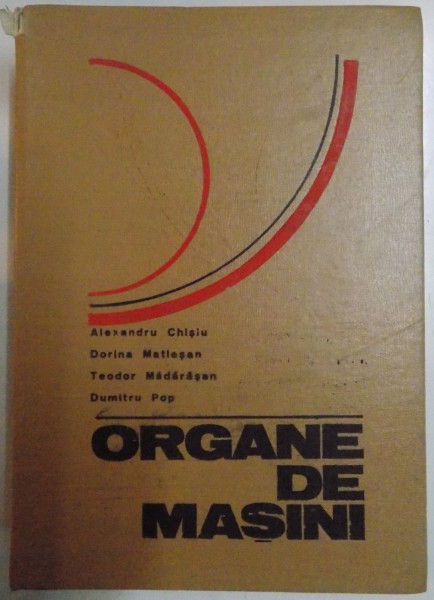 Alexandru Chişiu
Dorina Matieşan
Teodor Mădărăşan
Dumitru Pop
ORGANE
DE
MAŞINI